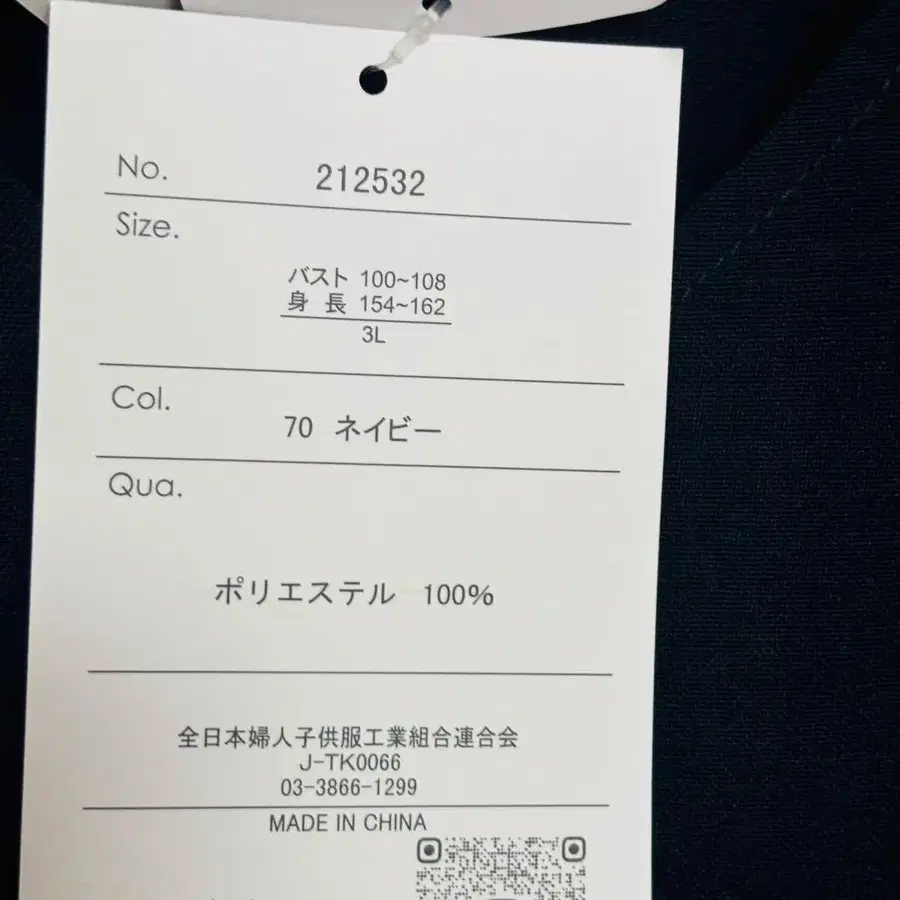 No. 212532
Size.
バスト 100~108
身 長 154~162
3L
Col.
70 ネイビー
Qua.
ポリエステル 100%
全日本婦人子供服工業組合連合会
J-TK0066
03-3866-1299
MADE IN CHINA